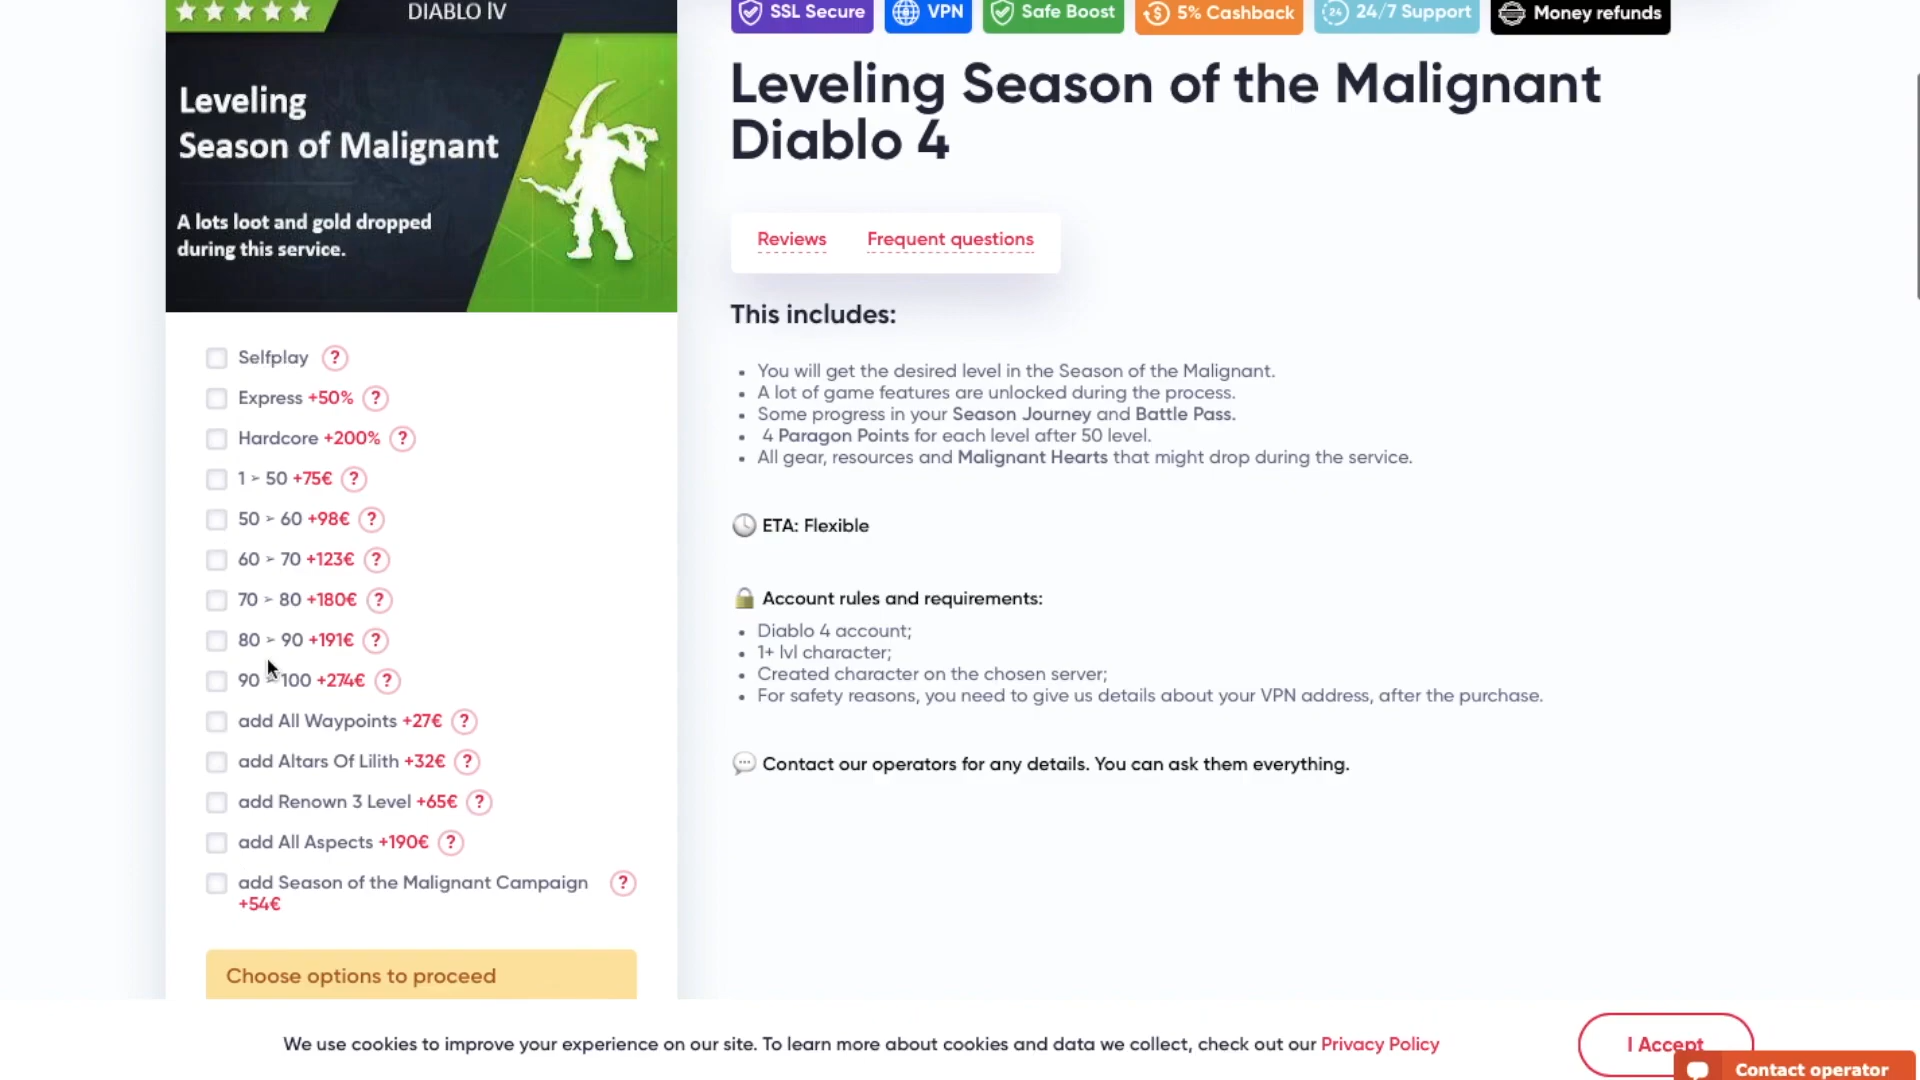 DIABLO IV
Leveling
Season of Malignant
A lots loot and gold dropped
during this service.
Selfplay ?
Express +50% ?
Hardcore +200% ?
1 > 50 +75€ ?
50 > 60 +98€ ?
60 > 70 +123€ ?
70 > 80 +180€ ?
80 > 90 +191€ ?
90 > 100 +274€ ?
add All Waypoints +27€ ?
add Altars Of Lilith +32€ ?
add Renown 3 Level +65€ ?
add All Aspects +190€ ?
add Season of the Malignant Campaign ?
+54€
Choose options to proceed
SSL Secure
VPN
Safe Boost
5% Cashback
24 24/7 Support
Money refunds
Leveling Season of the Malignant
Diablo 4
Reviews Frequent questions
This includes:
• You will get the desired level in the Season of the Malignant.
• A lot of game features are unlocked during the process.
• Some progress in your Season Journey and Battle Pass.
• 4 Paragon Points for each level after 50 level.
• All gear, resources and Malignant Hearts that might drop during the service.
ETA: Flexible
Account rules and requirements:
• Diablo 4 account;
• 1+ lvl character;
• Created character on the chosen server;
• For safety reasons, you need to give us details about your VPN address, after the purchase.
Contact our operators for any details. You can ask them everything.
We use cookies to improve your experience on our site. To learn more about cookies and data we collect, check out our Privacy Policy
I Accept
Contact operator